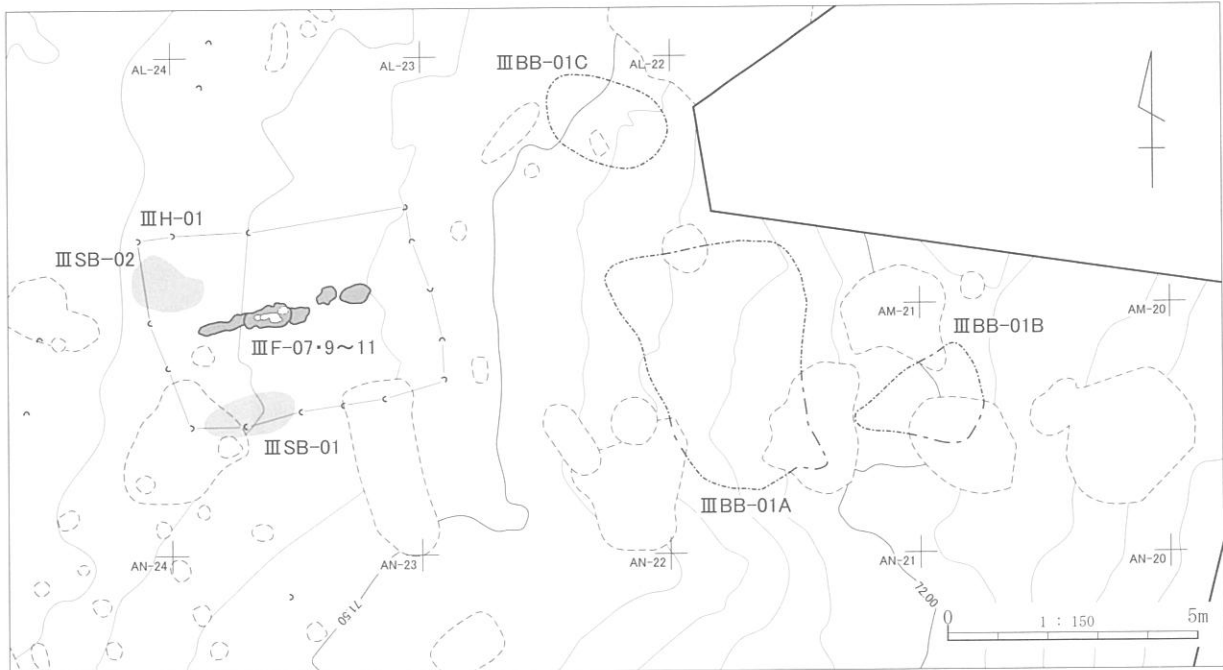 AL-24
AL-23
ⅢBB-01C
AL-22
ⅢH-01
ⅢSB-02
ⅢF-07・9～11
AM-21
AM-20
ⅢBB-01B
ⅢSB-01
ⅢBB-01A
AN-24
AN-23
AN-22
AN-21
AN-20
71.50
72.00
0 1 : 150 5m